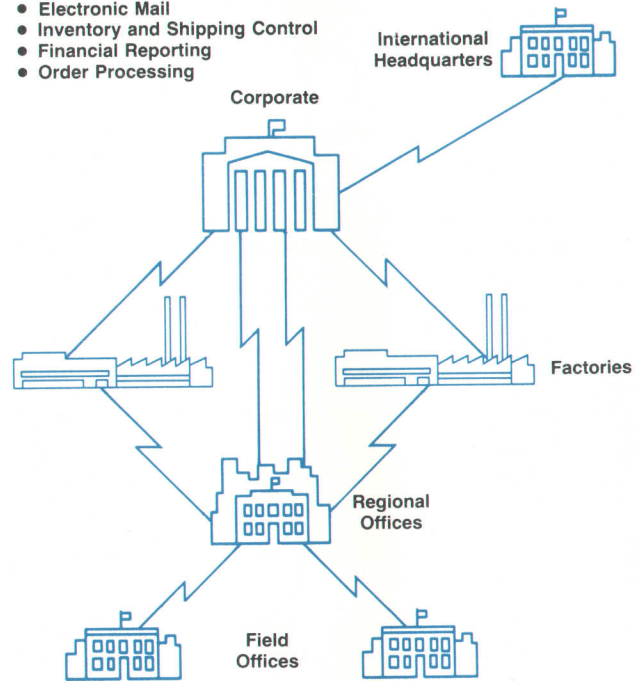 • Electronic Mail
• Inventory and Shipping Control
• Financial Reporting
• Order Processing
International
Headquarters
Corporate
Factories
Regional
Offices
Field
Offices